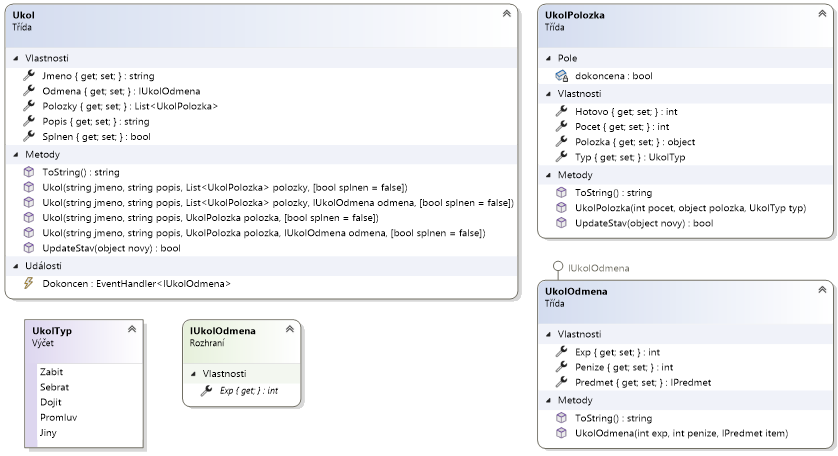 Ukol
Třída
Vlastnosti
Jmeno { get; set; } : string
Odmena { get; set; } : IUkolOdmena
Polozky { get; set; } : List<UkolPolozka>
Popis { get; set; } : string
Splnen { get; set; } : bool
Metody
ToString() : string
Ukol(string jmeno, string popis, List<UkolPolozka> polozky, [bool splnen = false])
Ukol(string jmeno, string popis, List<UkolPolozka> polozky, IUkolOdmena odmena, [bool splnen = false])
Ukol(string jmeno, string popis, UkolPolozka polozka, [bool splnen = false])
Ukol(string jmeno, string popis, UkolPolozka polozka, IUkolOdmena odmena, [bool splnen = false])
UpdateStav(object novy) : bool
Události
Dokoncen : EventHandler<IUkolOdmena>
UkolPolozka
Třída
Pole
dokoncena : bool
Vlastnosti
Hotovo { get; set; } : int
Pocet { get; set; } : int
Polozka { get; set; } : object
Typ { get; set; } : UkolTyp
Metody
ToString() : string
UkolPolozka(int pocet, object polozka, UkolTyp typ)
UpdateStav(object novy) : bool
UkolTyp
Výčet
Zabit
Sebrat
Dojit
Promluv
Jiny
IUkolOdmena
Rozhraní
Vlastnosti
Exp { get; } : int
IUkolOdmena
UkolOdmena
Třída
Vlastnosti
Exp { get; set; } : int
Penize { get; set; } : int
Predmet { get; set; } : IPredmet
Metody
ToString() : string
UkolOdmena(int exp, int penize, IPredmet item)